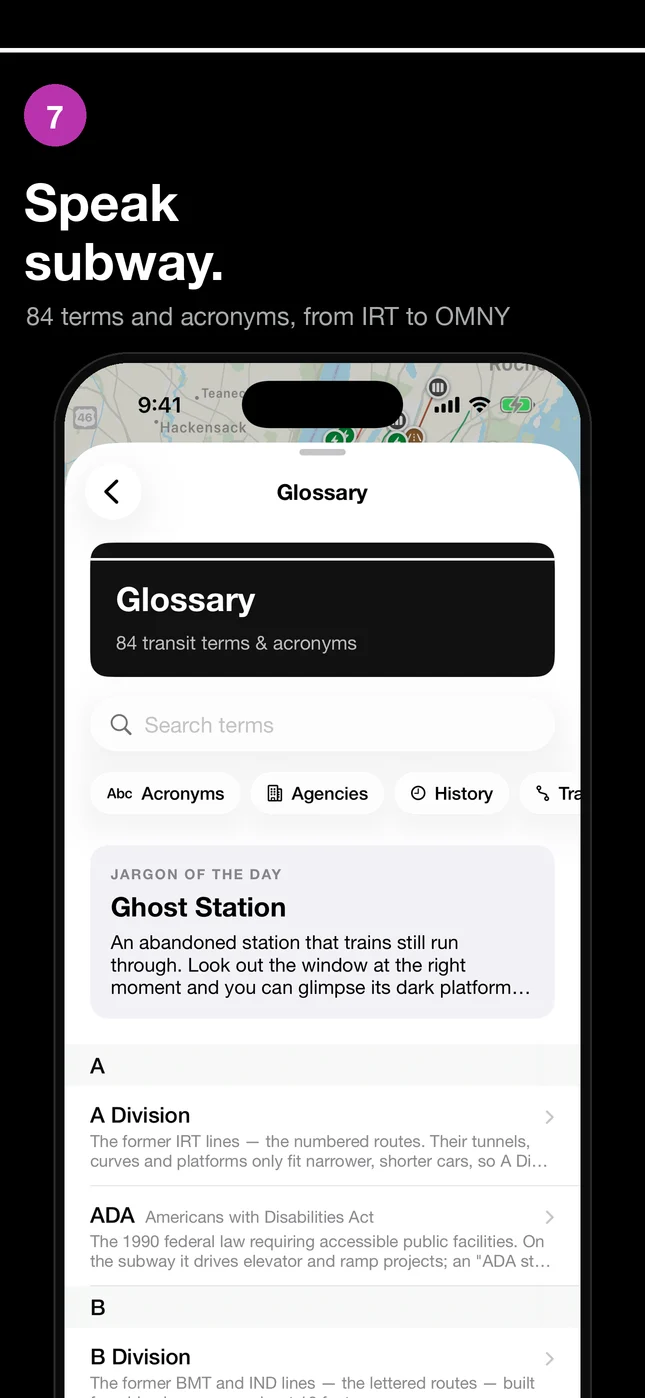 7
Speak
subway.
84 terms and acronyms, from IRT to OMNY
9:41
46
Teanec
Hackensack
Glossary
Glossary
84 transit terms & acronyms
Search terms
Abc Acronyms
Agencies
History
Tra
JARGON OF THE DAY
Ghost Station
An abandoned station that trains still run
through. Look out the window at the right
moment and you can glimpse its dark platform…
A
A Division
The former IRT lines — the numbered routes. Their tunnels,
curves and platforms only fit narrower, shorter cars, so A Di…
ADA Americans with Disabilities Act
The 1990 federal law requiring accessible public facilities. On
the subway it drives elevator and ramp projects; an "ADA st…
B
B Division
The former BMT and IND lines — the lettered routes — built